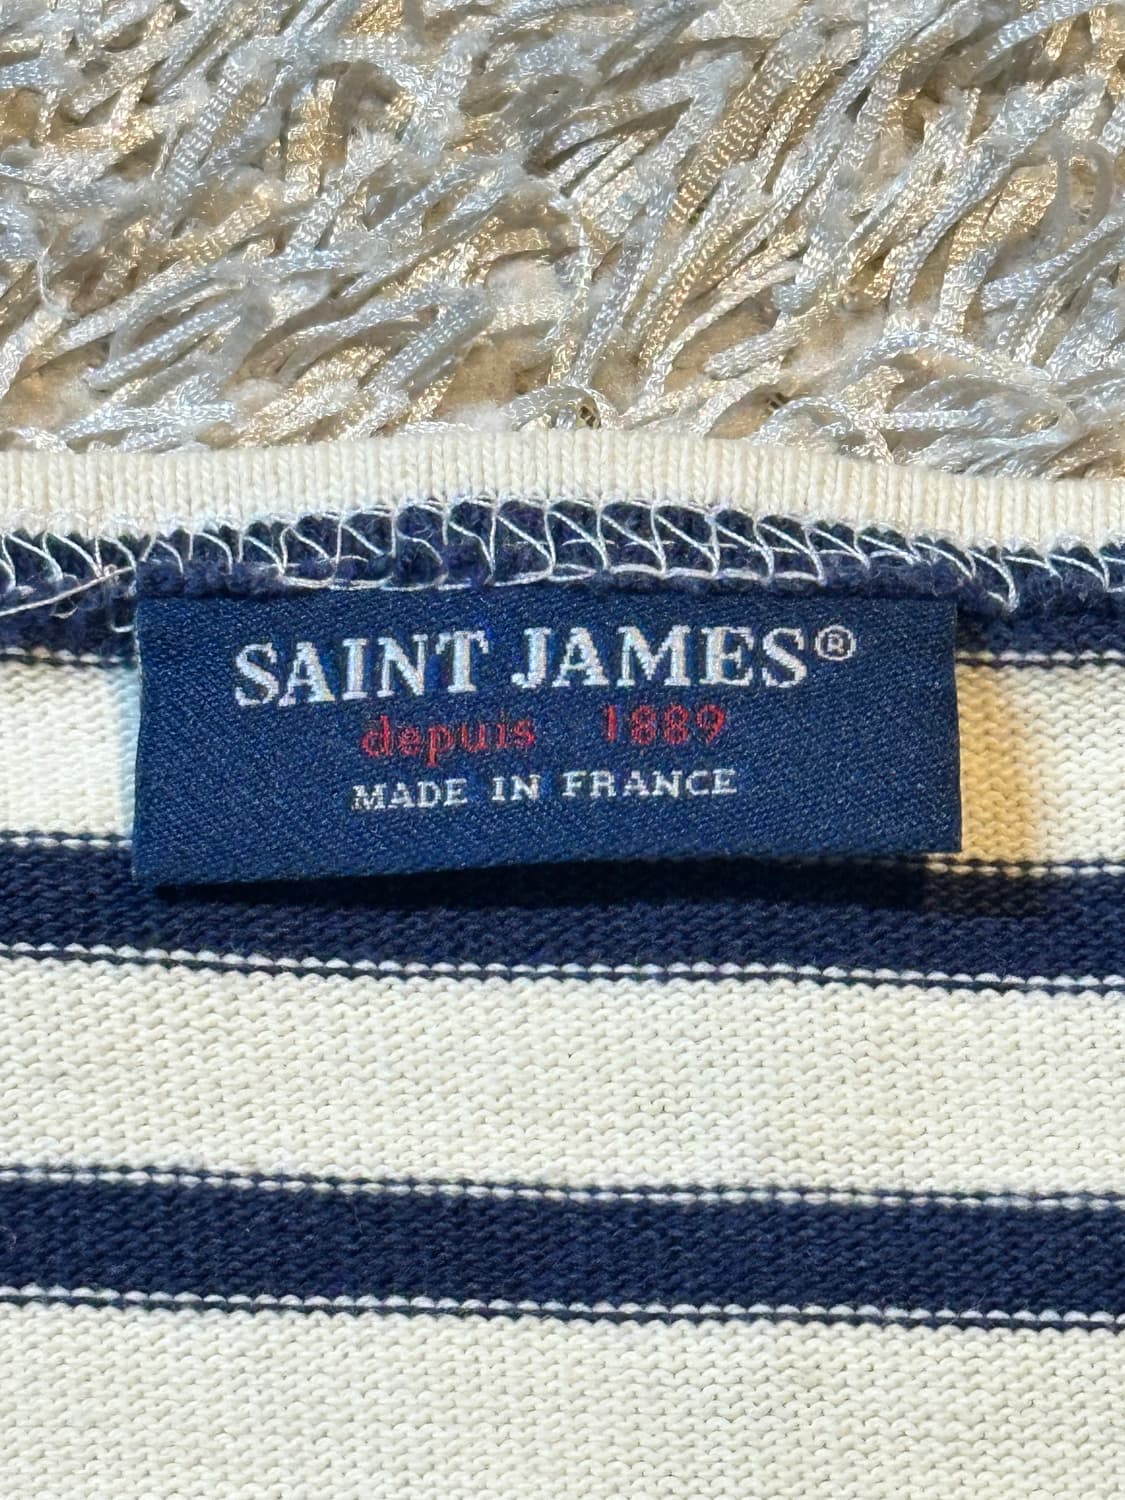 SAINT JAMES®
depuis 1889
MADE IN FRANCE